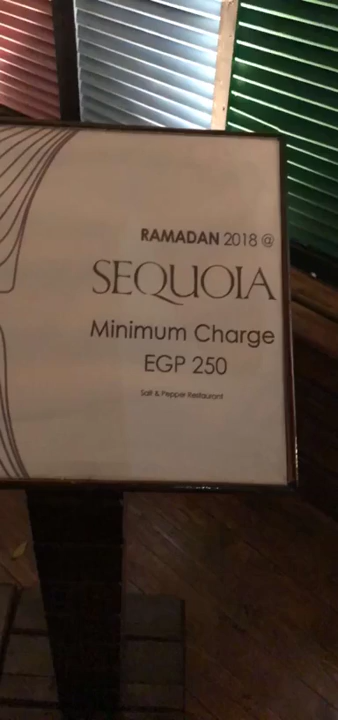 RAMADAN 2018 @
SEQUOIA
Minimum Charge
EGP 250
Salt & Pepper Restaurant